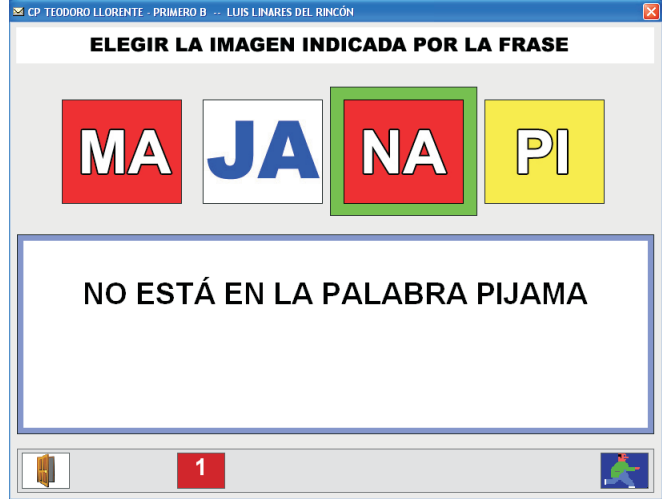 CP TEODORO LLORENTE - PRIMERO B -- LUIS LINARES DEL RINCÓN
ELEGIR LA IMAGEN INDICADA POR LA FRASE
MA JA NA PI
NO ESTÁ EN LA PALABRA PIJAMA
1